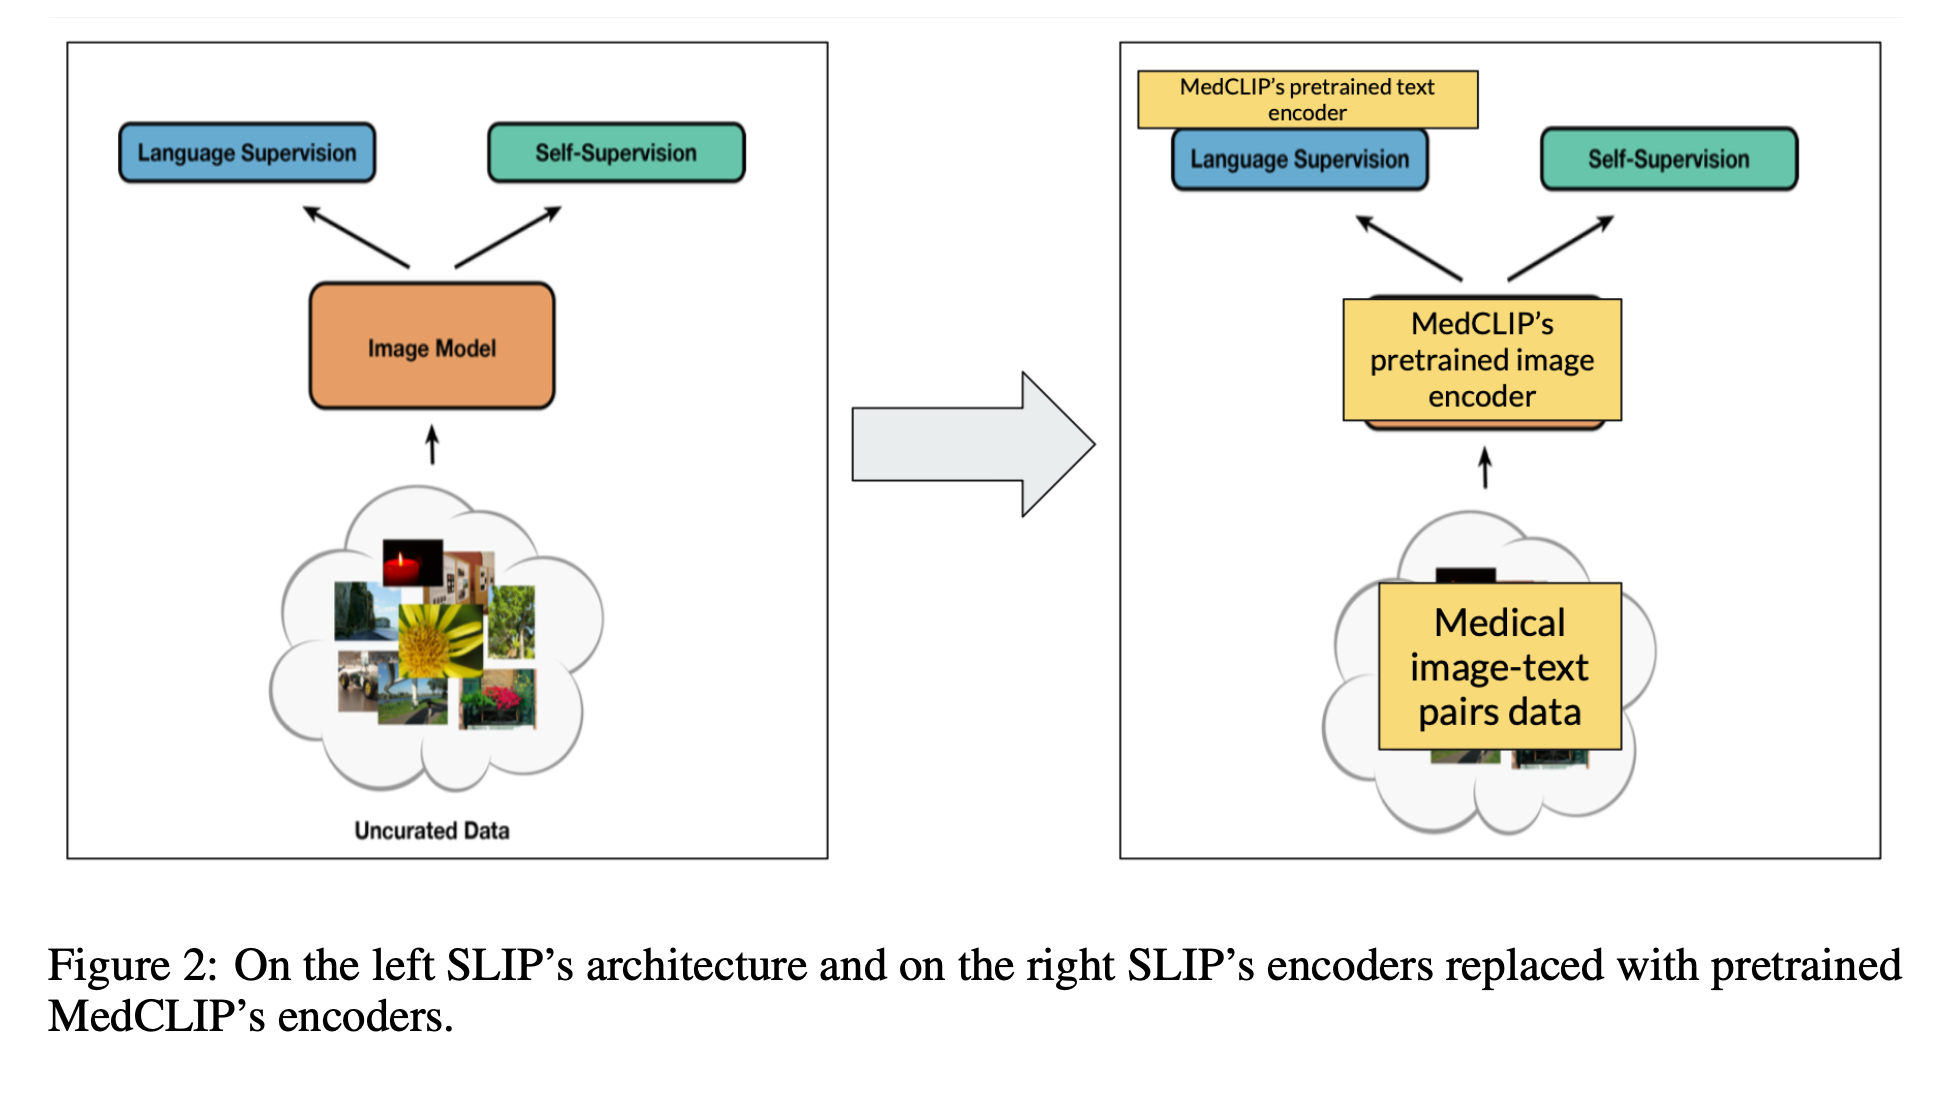 Language Supervision
Self-Supervision
Image Model
Uncurated Data
MedCLIP’s pretrained text
encoder
Language Supervision
Self-Supervision
MedCLIP’s
pretrained image
encoder
Medical
image-text
pairs data
Figure 2: On the left SLIP’s architecture and on the right SLIP’s encoders replaced with pretrained
MedCLIP’s encoders.